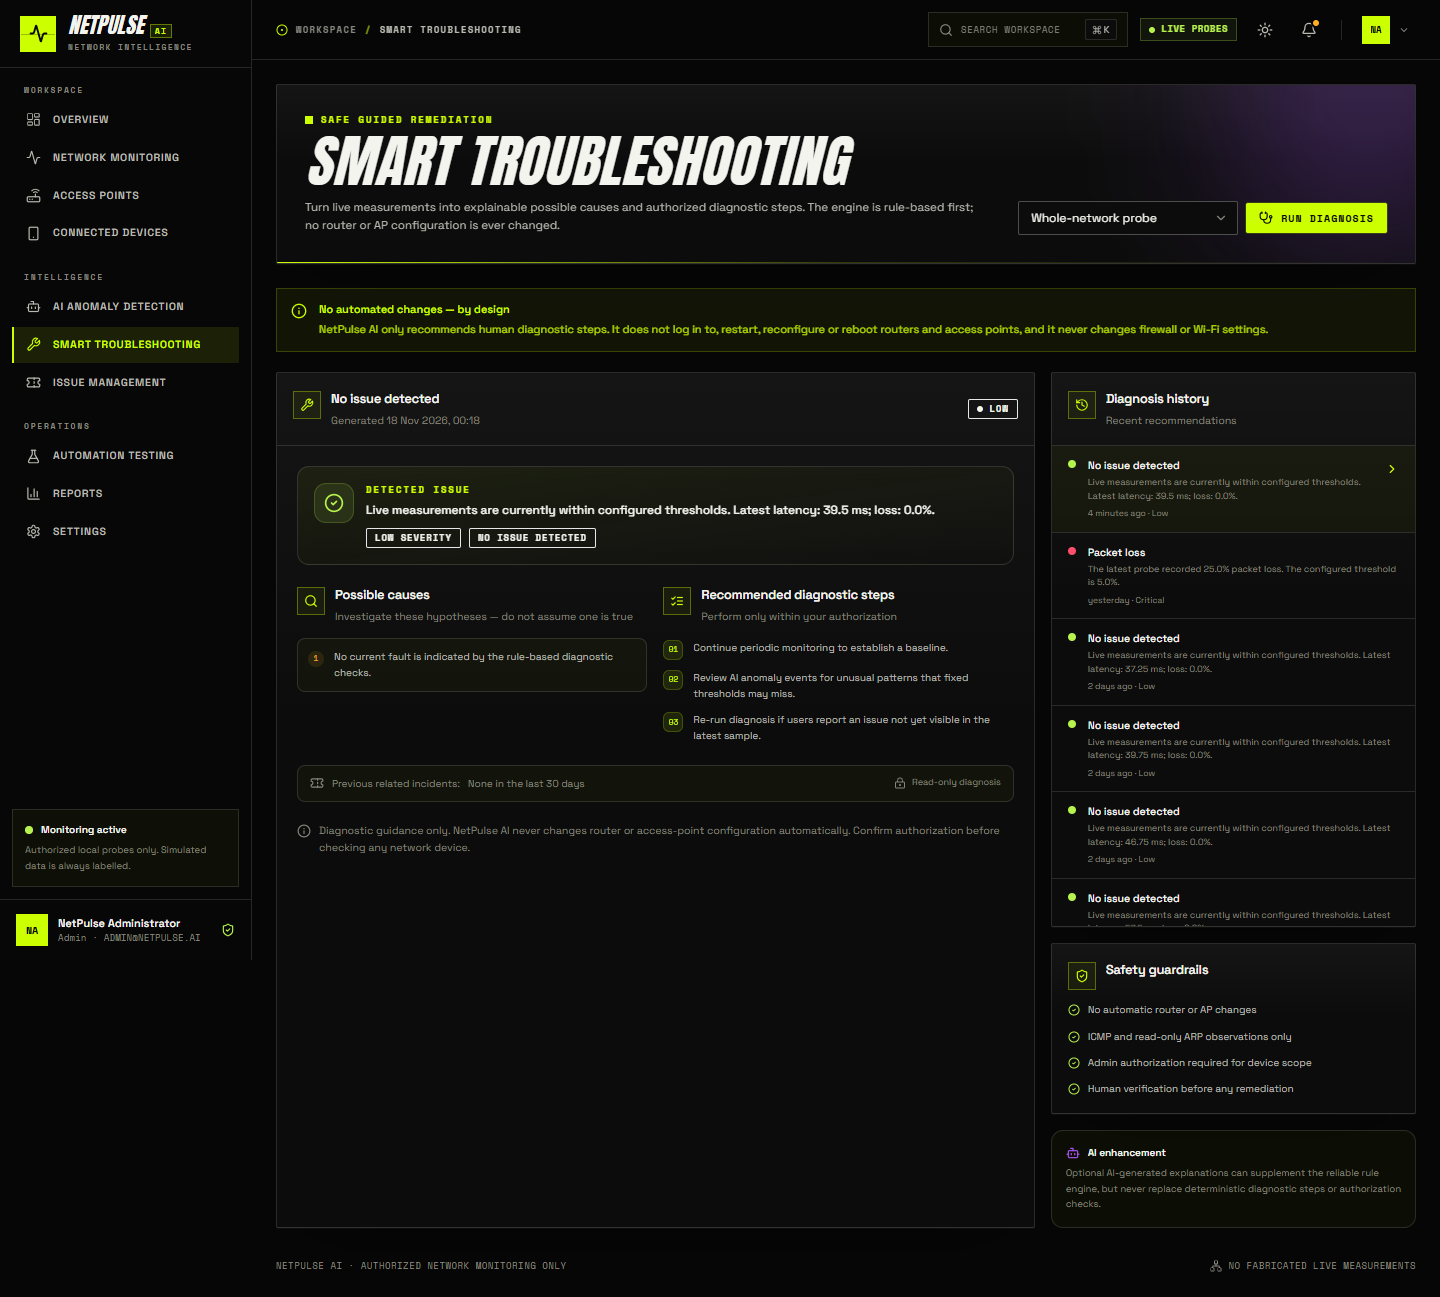 NETPULSE AI
NETWORK INTELLIGENCE
WORKSPACE
OVERVIEW
NETWORK MONITORING
ACCESS POINTS
CONNECTED DEVICES
INTELLIGENCE
AI ANOMALY DETECTION
SMART TROUBLESHOOTING
ISSUE MANAGEMENT
OPERATIONS
AUTOMATION TESTING
REPORTS
SETTINGS
Monitoring active
Authorized local probes only. Simulated
data is always labelled.
NA
NetPulse Administrator
Admin · ADMIN@NETPULSE.AI
WORKSPACE / SMART TROUBLESHOOTING
SEARCH WORKSPACE ⌘K
LIVE PROBES
NA
SAFE GUIDED REMEDIATION
SMART TROUBLESHOOTING
Turn live measurements into explainable possible causes and authorized diagnostic steps. The engine is rule-based first;
no router or AP configuration is ever changed.
Whole-network probe
RUN DIAGNOSIS
No automated changes — by design
NetPulse AI only recommends human diagnostic steps. It does not log in to, restart, reconfigure or reboot routers and access points, and it never changes firewall or Wi-Fi settings.
No issue detected
Generated 18 Nov 2026, 00:18
LOW
DETECTED ISSUE
Live measurements are currently within configured thresholds. Latest latency: 39.5 ms; loss: 0.0%.
LOW SEVERITY
NO ISSUE DETECTED
Possible causes
Investigate these hypotheses — do not assume one is true
1
No current fault is indicated by the rule-based diagnostic
checks.
Recommended diagnostic steps
Perform only within your authorization
01 Continue periodic monitoring to establish a baseline.
02 Review AI anomaly events for unusual patterns that fixed
thresholds may miss.
03 Re-run diagnosis if users report an issue not yet visible in the
latest sample.
Previous related incidents: None in the last 30 days
Read-only diagnosis
Diagnostic guidance only. NetPulse AI never changes router or access-point configuration automatically. Confirm authorization before
checking any network device.
Diagnosis history
Recent recommendations
No issue detected
Live measurements are currently within configured thresholds.
Latest latency: 39.5 ms; loss: 0.0%.
4 minutes ago · Low
Packet loss
The latest probe recorded 25.0% packet loss. The configured threshold
is 5.0%.
yesterday · Critical
No issue detected
Live measurements are currently within configured thresholds. Latest
latency: 37.25 ms; loss: 0.0%.
2 days ago · Low
No issue detected
Live measurements are currently within configured thresholds. Latest
latency: 39.75 ms; loss: 0.0%.
2 days ago · Low
No issue detected
Live measurements are currently within configured thresholds. Latest
latency: 46.75 ms; loss: 0.0%.
2 days ago · Low
No issue detected
Live measurements are currently within configured thresholds. Latest
Safety guardrails
No automatic router or AP changes
ICMP and read-only ARP observations only
Admin authorization required for device scope
Human verification before any remediation
AI enhancement
Optional AI-generated explanations can supplement the reliable rule
engine, but never replace deterministic diagnostic steps or authorization
checks.
NETPULSE AI · AUTHORIZED NETWORK MONITORING ONLY
NO FABRICATED LIVE MEASUREMENTS